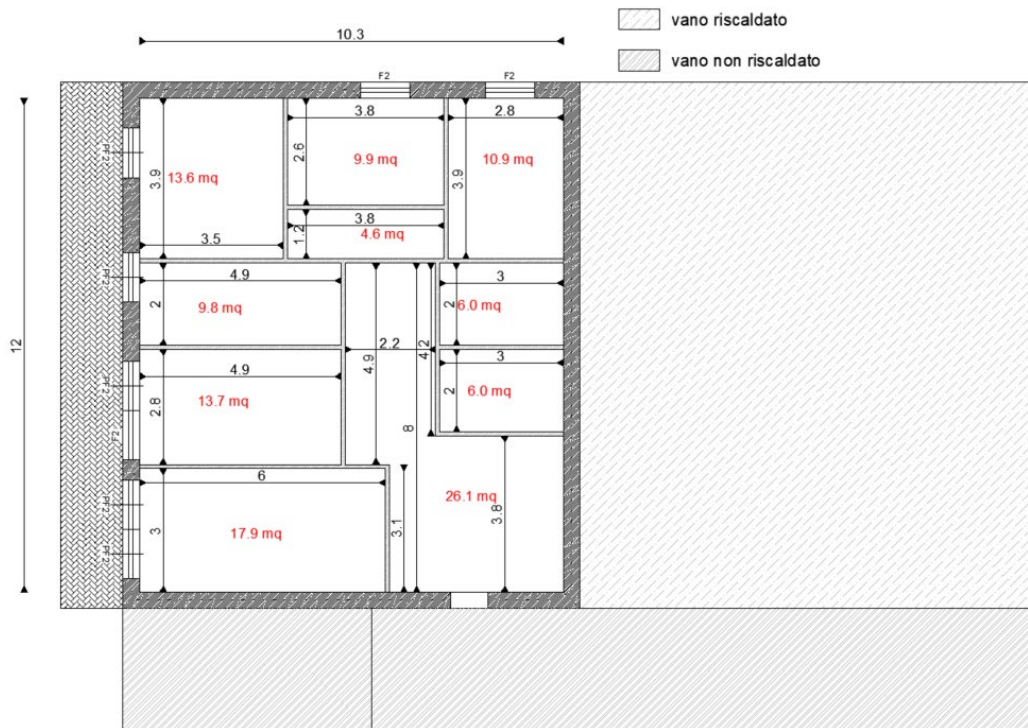 10.3
vano riscaldato
vano non riscaldato
F2
F2
3.8
2.8
PF2
2.6
9.9 mq
10.9 mq
13.6 mq
3.9
3.9
3.8
4.6 mq
1.2
3.5
PF2
4.9
3
2
9.8 mq
2
6.0 mq
12
2.2
4.2
4.9
3
PF2
4.9
2.8
13.7 mq
2
6.0 mq
8
F2
6
26.1 mq
PF2
3
3.1
3.8
17.9 mq
PF2